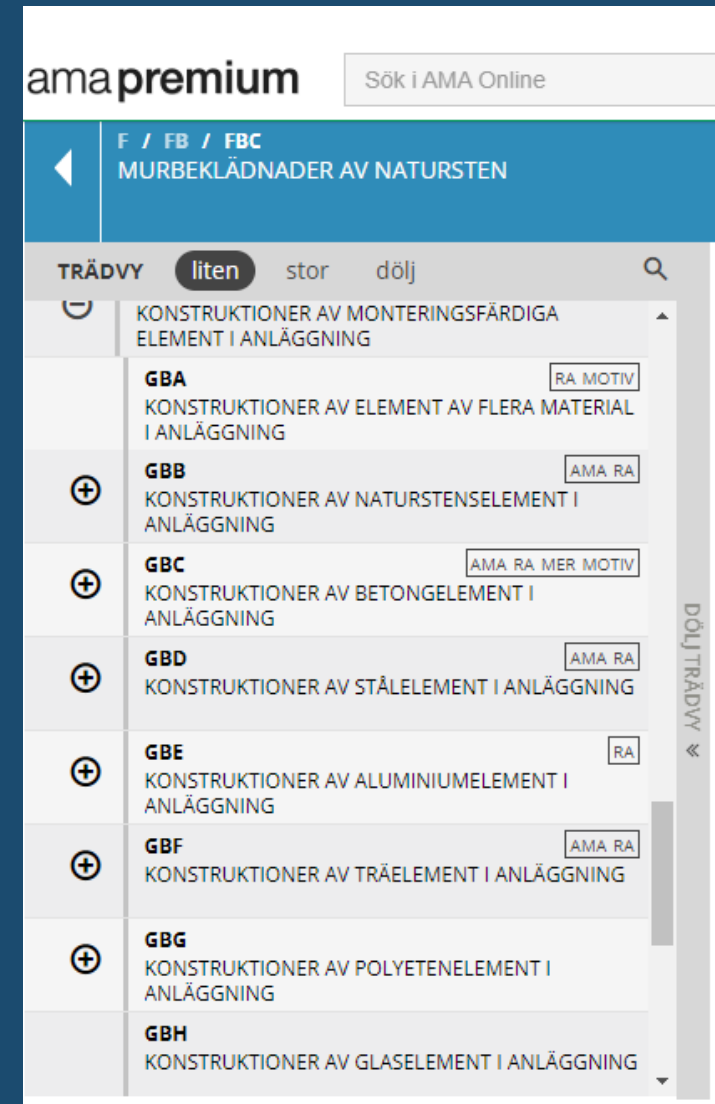 amapremium
Sök i AMA Online
F / FB / FBC
MURBEKLÄDNADER AV NATURSTEN
TRÄDVY liten stor dölj
KONSTRUKTIONER AV MONTERINGSFÄRDIGA
ELEMENT I ANLÄGGNING
GBA RA MOTIV
KONSTRUKTIONER AV ELEMENT AV FLERA MATERIAL
I ANLÄGGNING
GBB AMA RA
KONSTRUKTIONER AV NATURSTENSELEMENT I
ANLÄGGNING
GBC AMA RA MER MOTIV
KONSTRUKTIONER AV BETONGELEMENT I
ANLÄGGNING
GBD AMA RA
KONSTRUKTIONER AV STÅLELEMENT I ANLÄGGNING
GBE RA
KONSTRUKTIONER AV ALUMINIUMELEMENT I
ANLÄGGNING
GBF AMA RA
KONSTRUKTIONER AV TRÄELEMENT I ANLÄGGNING
GBG
KONSTRUKTIONER AV POLYETENELEMENT I
ANLÄGGNING
GBH
KONSTRUKTIONER AV GLASELEMENT I ANLÄGGNING
DÖLJ TRÄDVY «